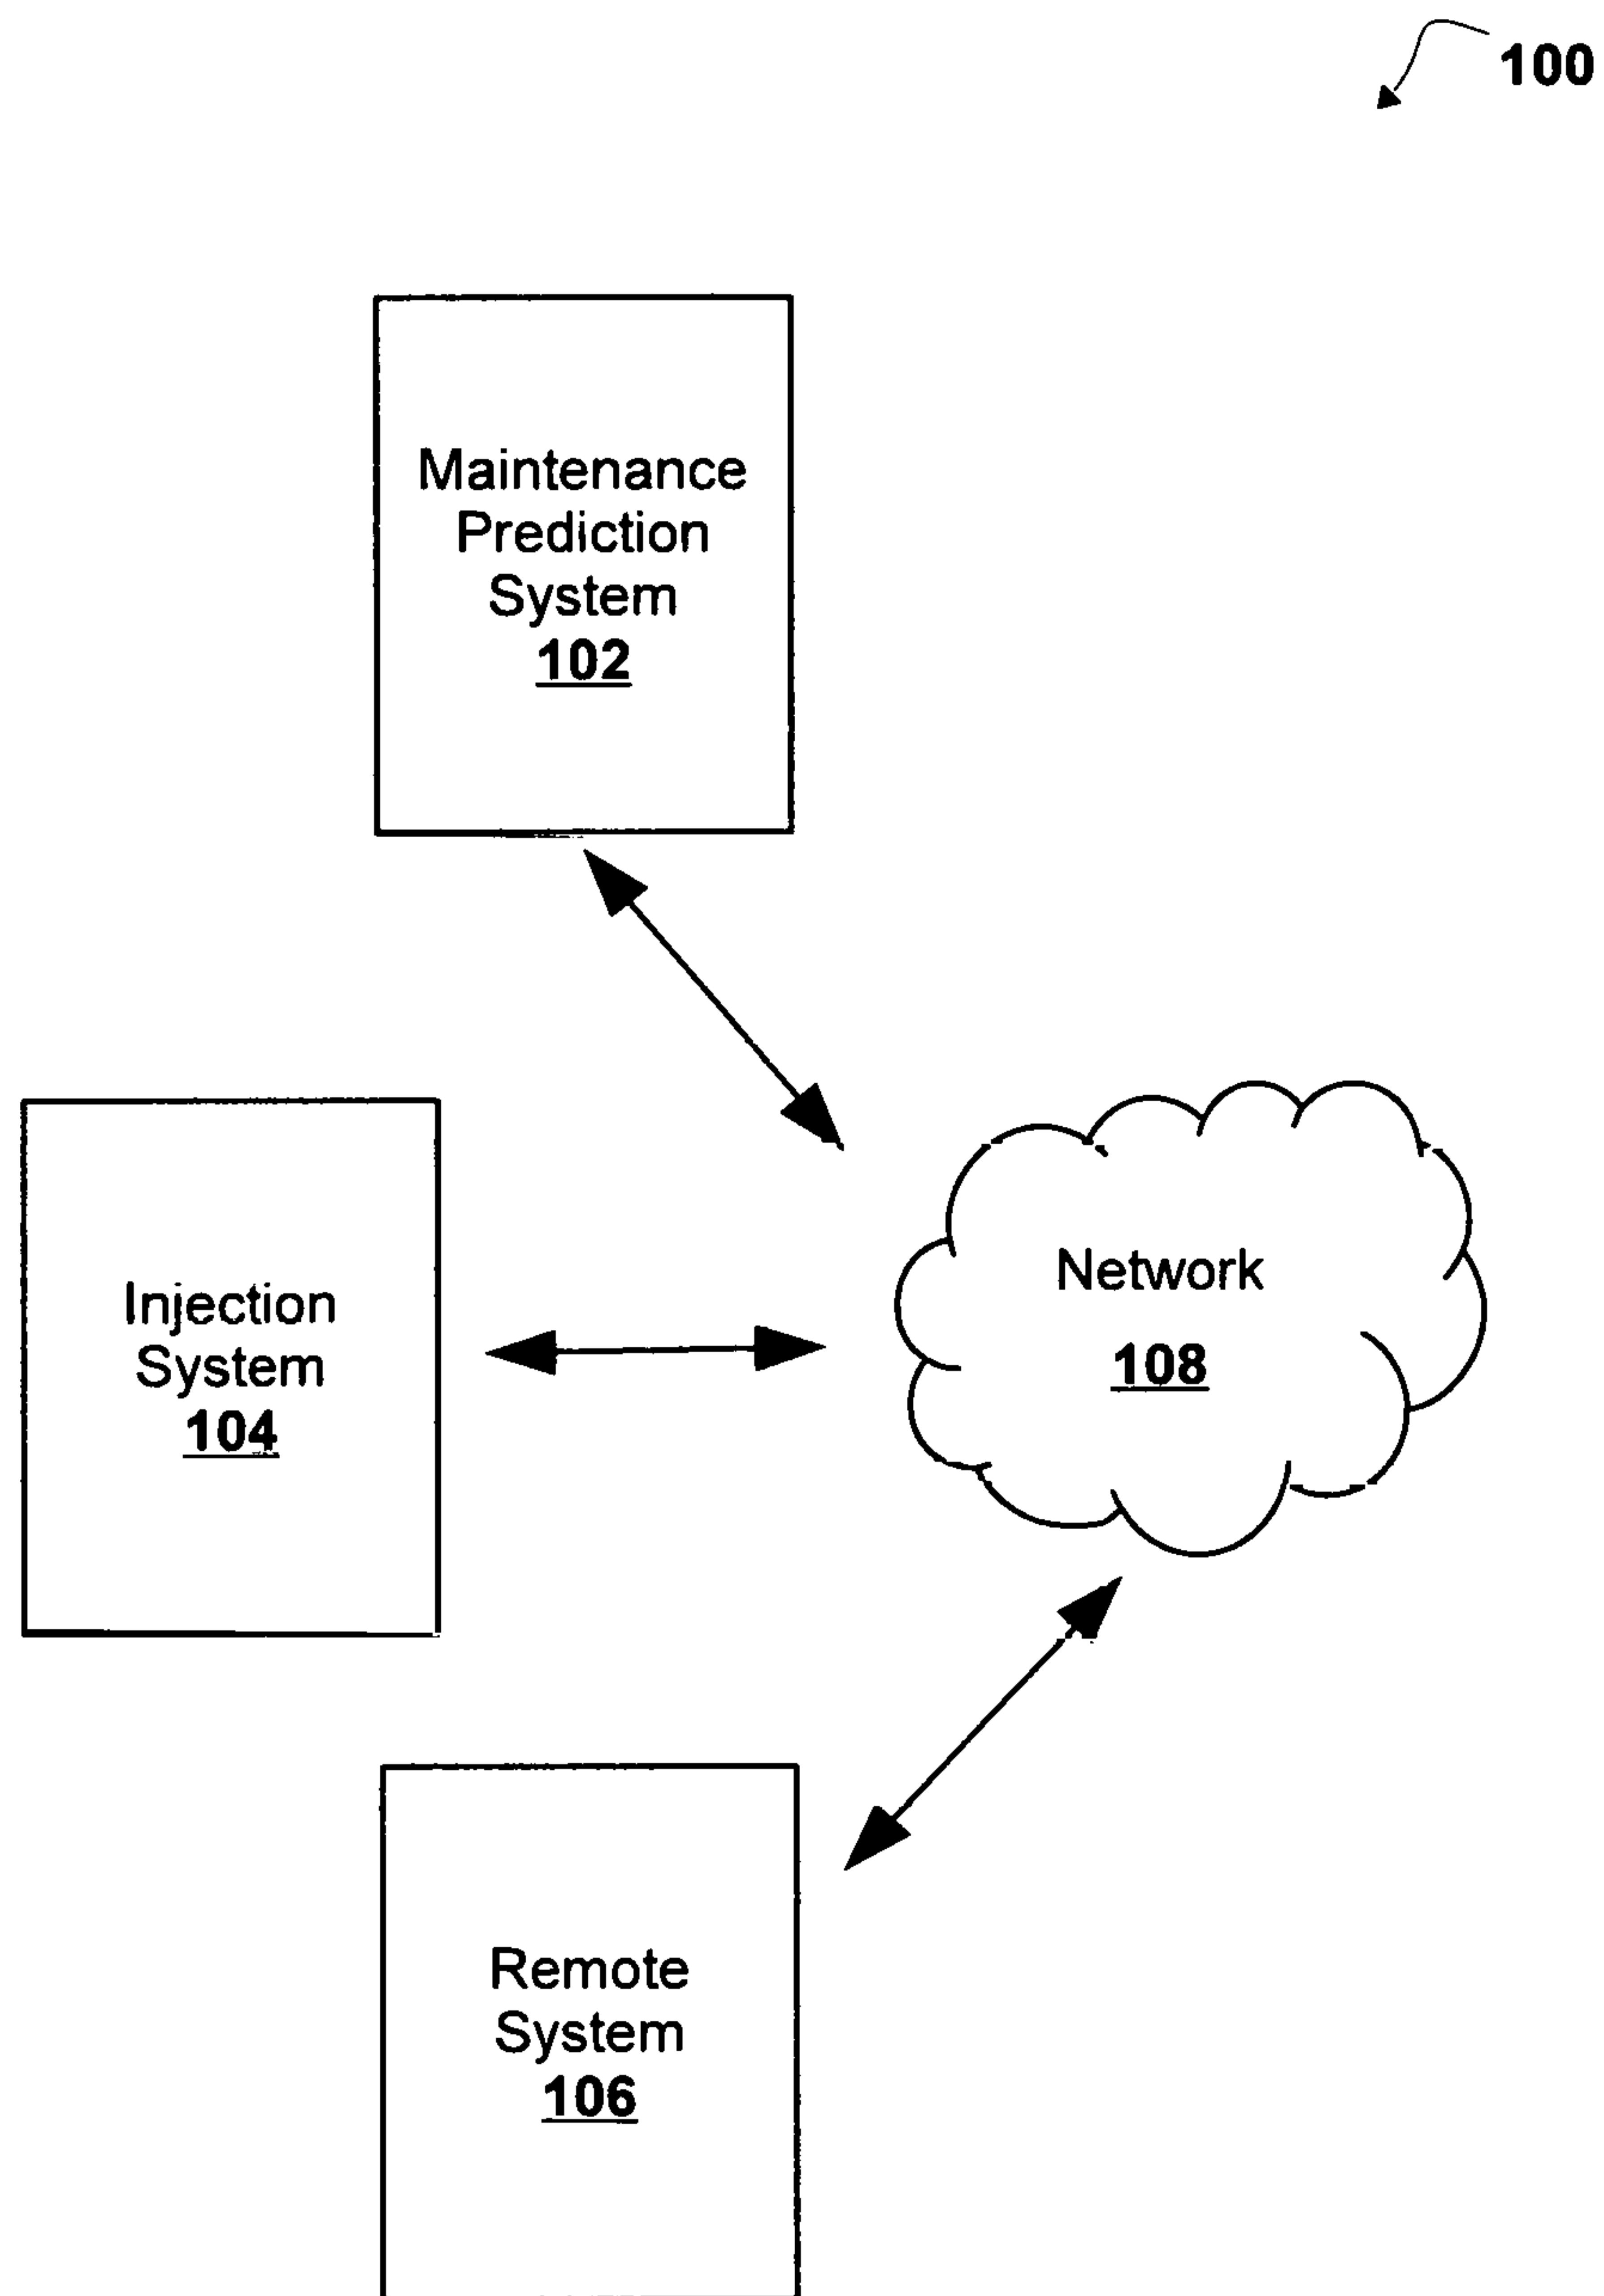 100
Maintenance
Prediction
System
102
Injection
System
104
Network
108
Remote
System
106